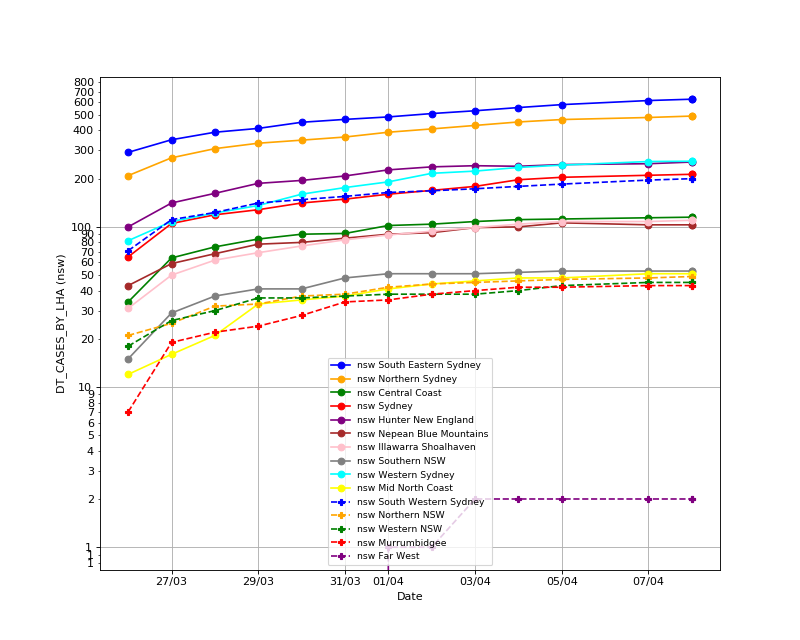 800
700
600
500
400
300
200
100
90
80
70
60
50
40
30
20
10
9
8
7
6
5
4
3
2
1
1
1
DT_CASES_BY_LHA (nsw)
nsw South Eastern Sydney
nsw Northern Sydney
nsw Central Coast
nsw Sydney
nsw Hunter New England
nsw Nepean Blue Mountains
nsw Illawarra Shoalhaven
nsw Southern NSW
nsw Western Sydney
nsw Mid North Coast
nsw South Western Sydney
nsw Northern NSW
nsw Western NSW
nsw Murrumbidgee
nsw Far West
27/03 29/03 31/03 01/04 03/04 05/04 07/04
Date